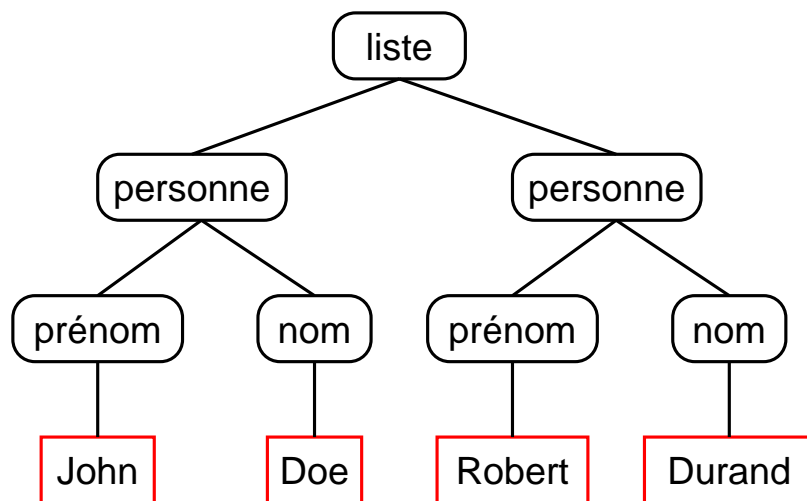 liste
personne personne
prénom nom prénom nom
John Doe Robert Durand